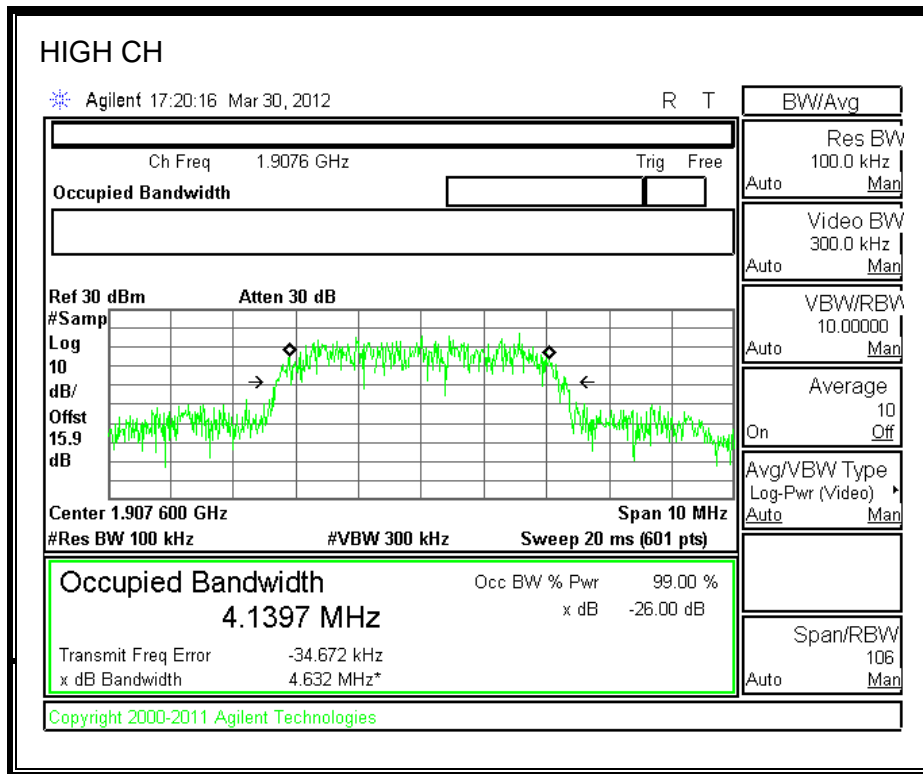 HIGH CH
Agilent 17:20:16 Mar 30, 2012 R T
Ch Freq 1.9076 GHz Trig Free
Occupied Bandwidth
Ref 30 dBm Atten 30 dB
#Samp
Log
10
dB/
Offst
15.9
dB
Center 1.907 600 GHz Span 10 MHz
#Res BW 100 kHz #VBW 300 kHz Sweep 20 ms (601 pts)
Occupied Bandwidth
4.1397 MHz
Occ BW % Pwr 99.00 %
x dB -26.00 dB
Transmit Freq Error -34.672 kHz
x dB Bandwidth 4.632 MHz*
Copyright 2000-2011 Agilent Technologies
BW/Avg
Res BW
100.0 kHz
Auto Man
Video BW
300.0 kHz
Auto Man
VBW/RBW
10.00000
Auto Man
Average
10
On Off
Avg/VBW Type
Log-Pwr (Video)
Auto Man
Span/RBW
106
Auto Man